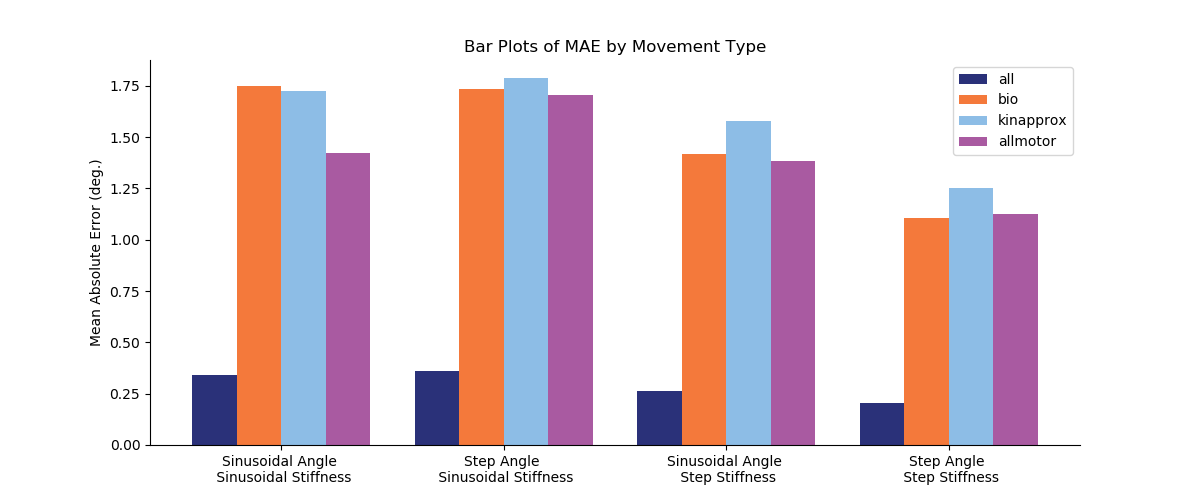 Bar Plots of MAE by Movement Type
Mean Absolute Error (deg.)
1.75
1.50
1.25
1.00
0.75
0.50
0.25
0.00
all
bio
kinapprox
allmotor
Sinusoidal Angle
Sinusoidal Stiffness
Step Angle
Sinusoidal Stiffness
Sinusoidal Angle
Step Stiffness
Step Angle
Step Stiffness